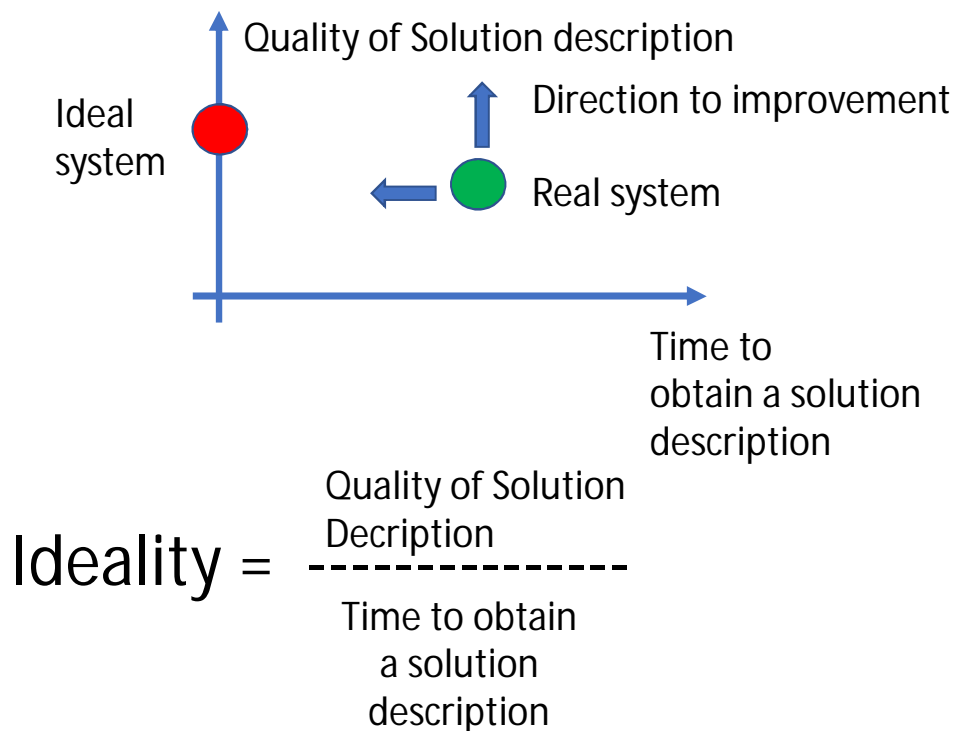 Quality of Solution description
Ideal
system
Direction to improvement
Real system
Time to
obtain a solution
description
Quality of Solution
Decription
Ideality =
Time to obtain
a solution
description